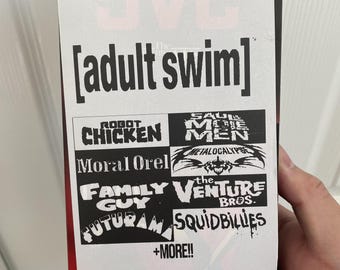 JVC
[adult swim]
ROBOT CHICKEN
SAUL OF THE MOLE MEN
Moral Orel
METALOCALYPSE
FAMILY GUY
the VENTURE BROS.
FUTURAMA
SQUIDBILLIES
+MORE!!